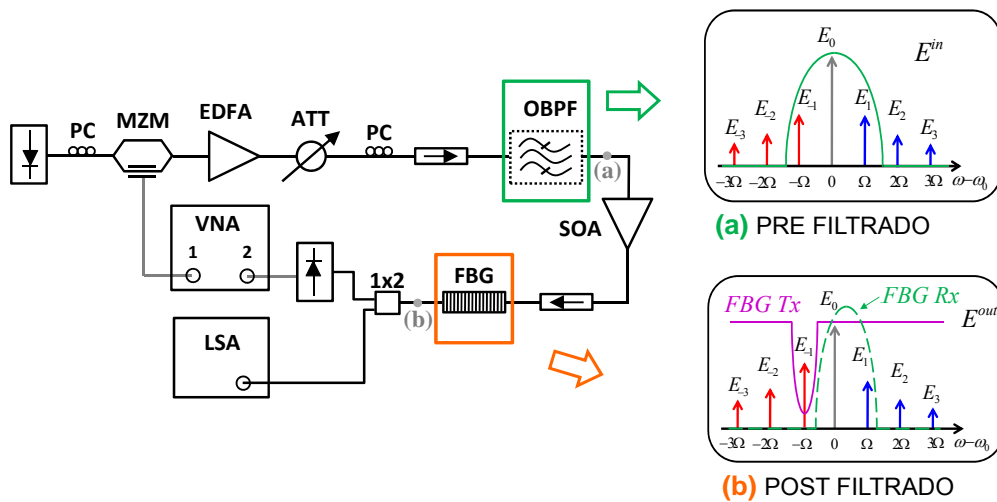 PC
MZM
EDFA
ATT
PC
OBPF
(a)
SOA
VNA
1
2
1x2
FBG
(b)
LSA
E₀
Eⁱⁿ
E₋₃
E₋₂
E₋₁
E₁
E₂
E₃
−3Ω −2Ω −Ω 0 Ω 2Ω 3Ω ω−ω₀
(a) PRE FILTRADO
FBG Tx
E₀
FBG Rx
Eᵒᵘᵗ
E₋₃
E₋₂
E₋₁
E₁
E₂
E₃
−3Ω −2Ω −Ω 0 Ω 2Ω 3Ω ω−ω₀
(b) POST FILTRADO